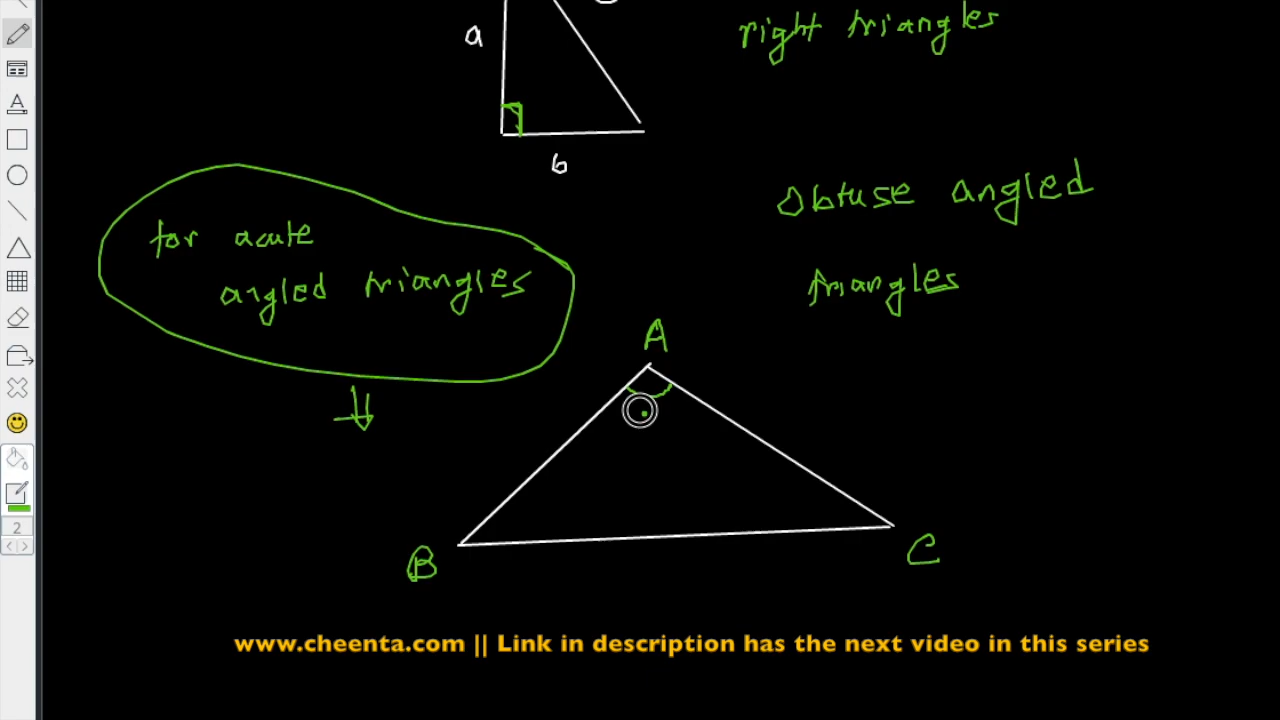 a
right triangles
b
Obtuse angled
triangles
for acute
angled triangles
A
B
C
www.cheenta.com || Link in description has the next video in this series
A
2